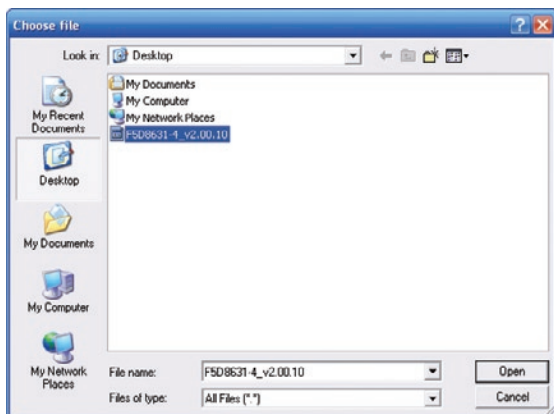 Choose file
Look in: Desktop
My Recent
Documents
Desktop
My Documents
My Computer
My Network
Places
My Documents
My Computer
My Network Places
F5D8631-4_v2.00.10
File name: F5D8631-4_v2.00.10 Open
Files of type: All Files (*.*) Cancel